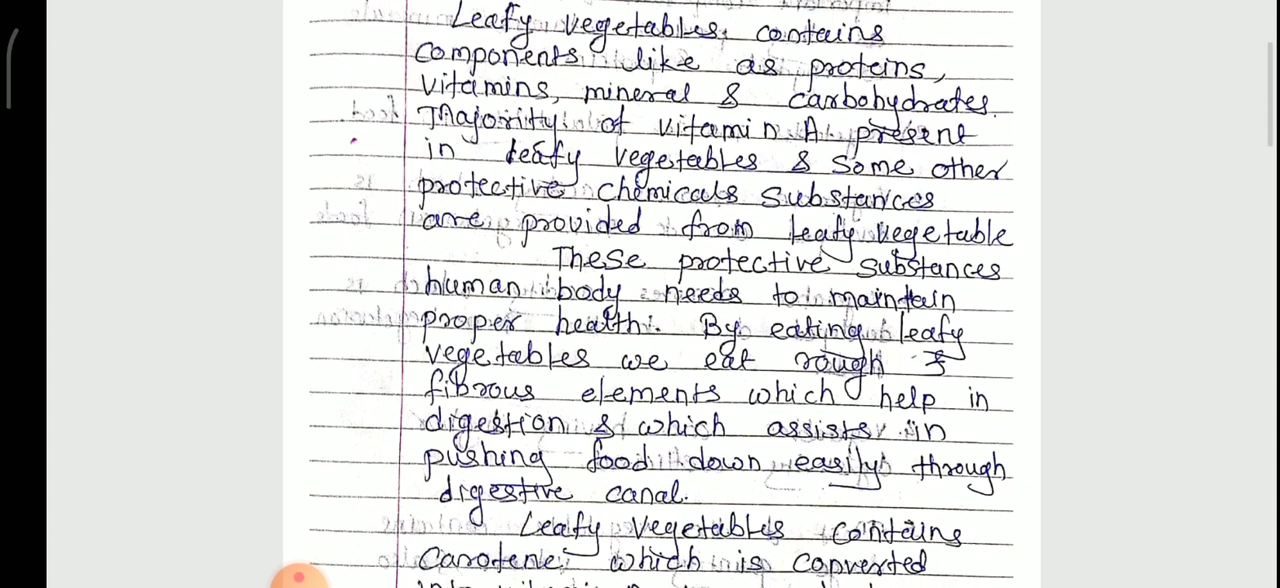 Leafy vegetables, contains
components like as proteins,
vitamins, mineral & carbohydrates.
Majority of vitamin A present
in leafy vegetables & some other
protective chemicals substances
are provided from leafy vegetable
These protective substances
human body needs to maintain
proper health. By eating leafy
vegetables we eat rough &
fibrous elements which help in
digestion & which assists in
pushing food down easily through
digestive canal.
Leafy vegetables contains
Carotene which is converted